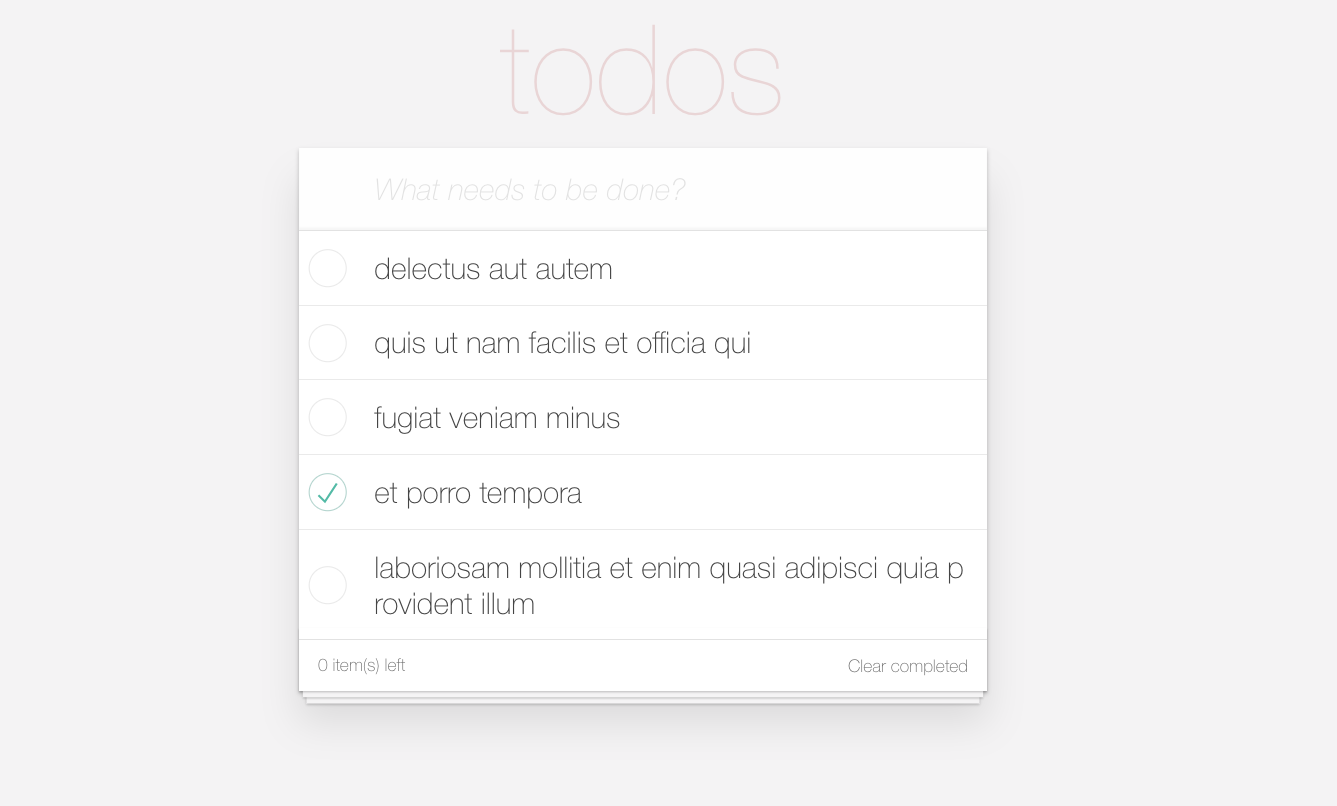 todos
What needs to be done?
delectus aut autem
quis ut nam facilis et officia qui
fugiat veniam minus
et porro tempora
laboriosam mollitia et enim quasi adipisci quia p
rovident illum
0 item(s) left
Clear completed